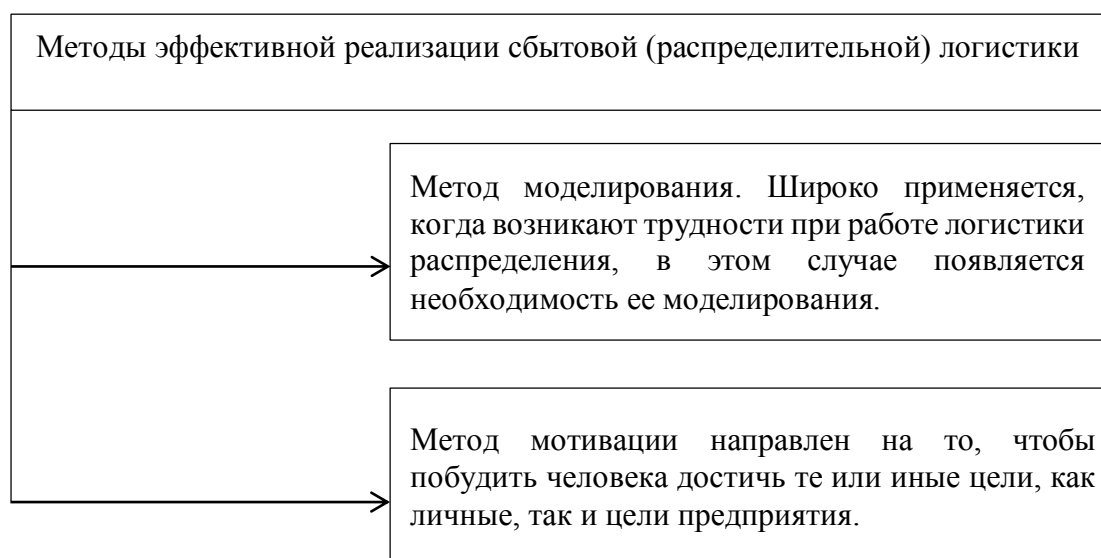 Методы эффективной реализации сбытовой (распределительной) логистики
Метод моделирования. Широко применяется,
когда возникают трудности при работе логистики
распределения, в этом случае появляется
необходимость ее моделирования.
Метод мотивации направлен на то, чтобы
побудить человека достичь те или иные цели, как
личные, так и цели предприятия.